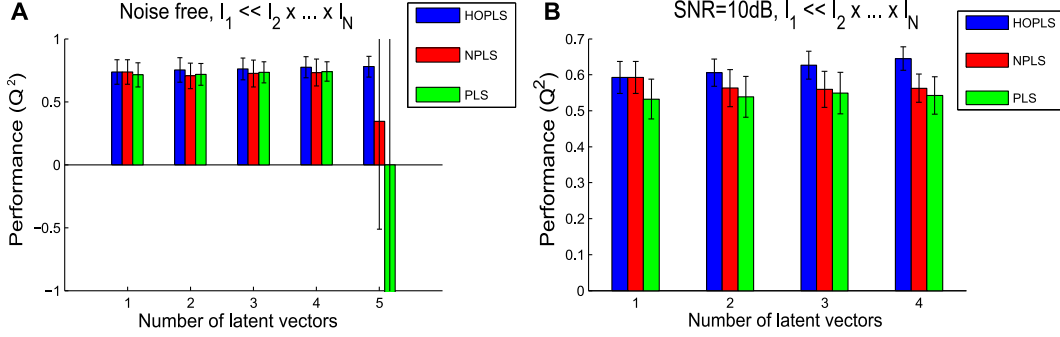 A
Noise free, I1 << I2 x ... x IN
HOPLS
NPLS
PLS
Performance (Q2)
1
0.5
0
−0.5
−1
1 2 3 4 5
Number of latent vectors
B
SNR=10dB, I1 << I2 x ... x IN
HOPLS
NPLS
PLS
Performance (Q2)
0.7
0.6
0.5
0.4
0.3
0.2
0.1
0
1 2 3 4
Number of latent vectors